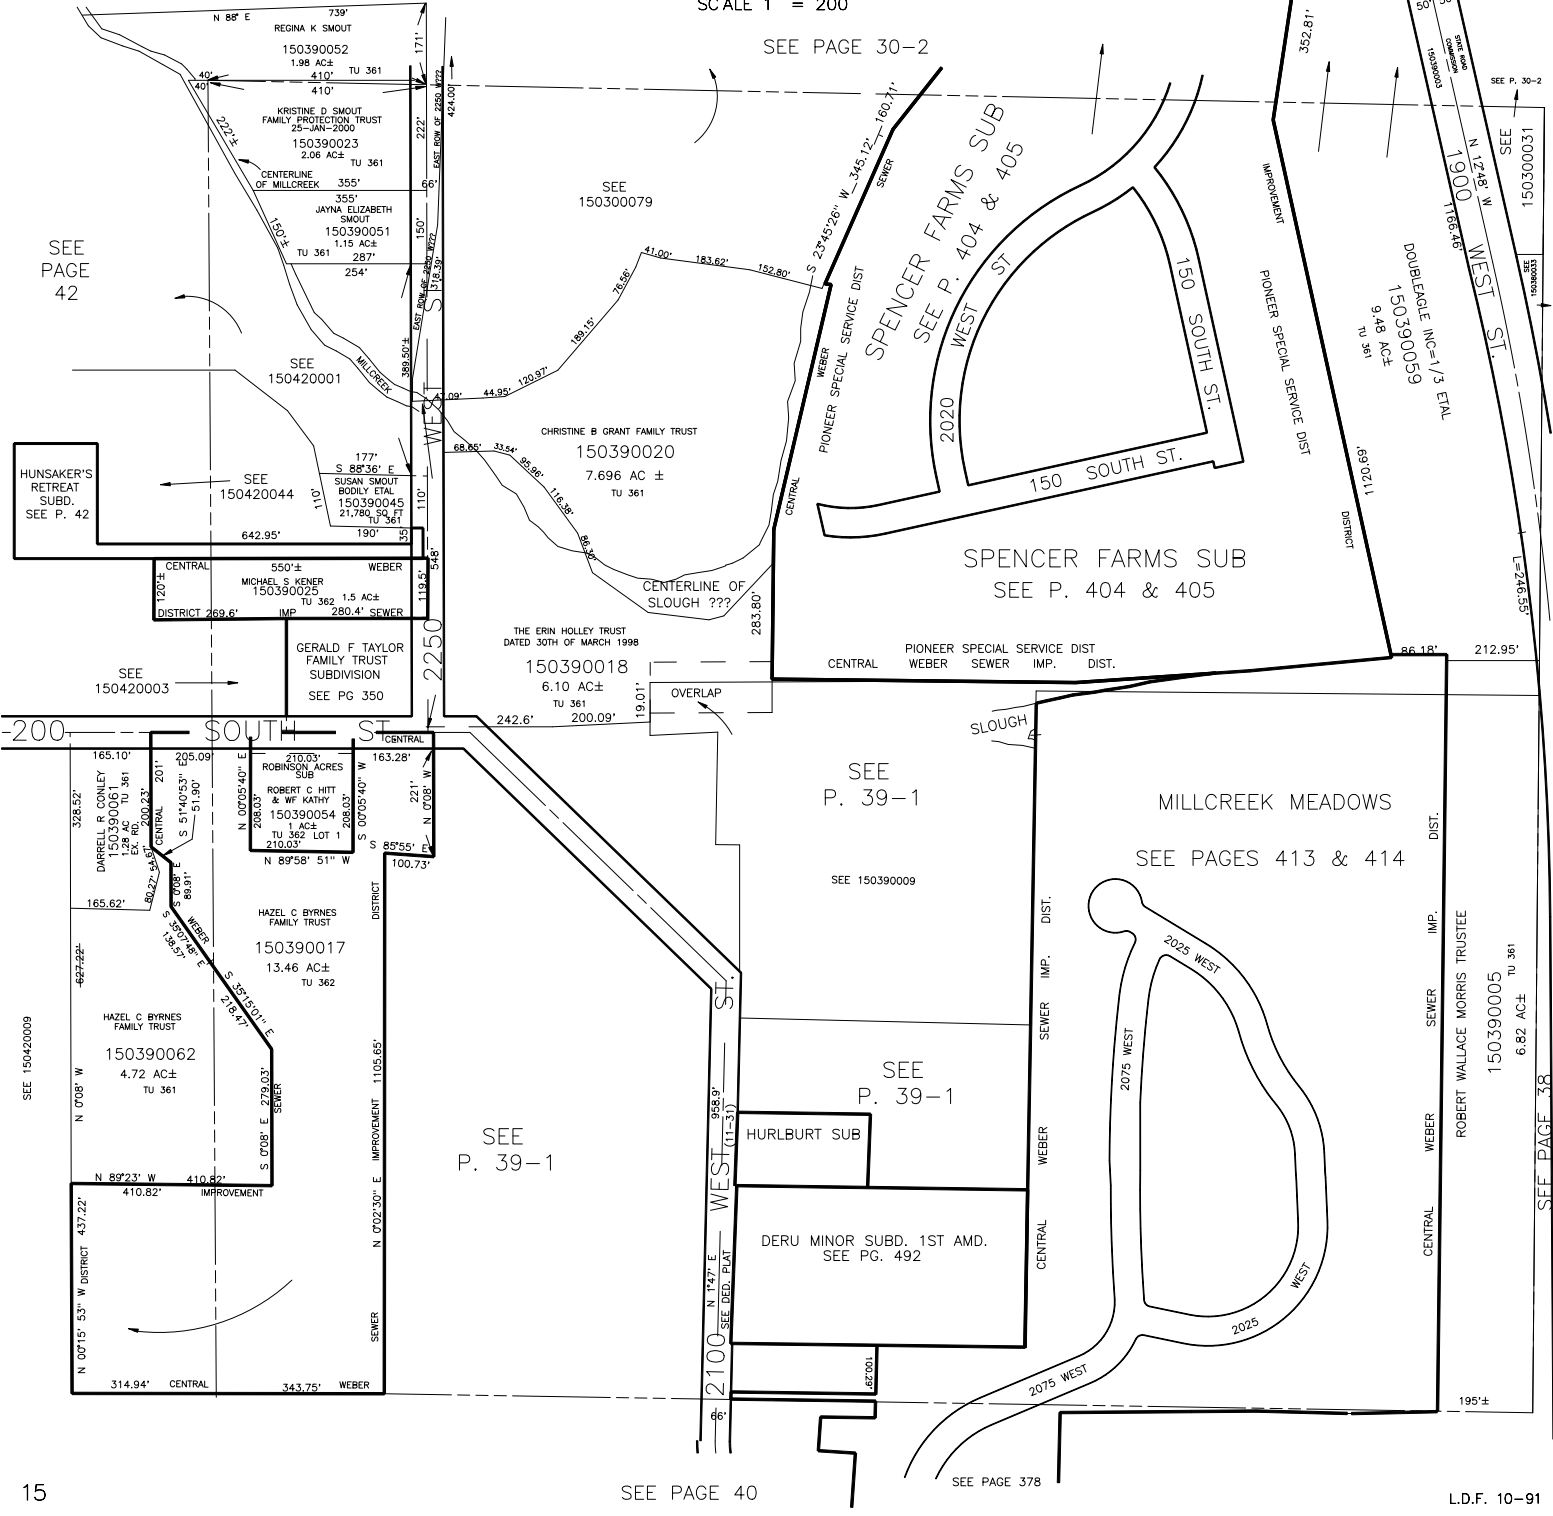 SCALE 1 = 200
SEE PAGE 30-2
N 88° E
739'
REGINA K SMOUT
150390052
1.98 AC±
TU 361
171'
40'
410'
40'
410'
424.00'
EAST ROW OF 2250 W???
KRISTINE D SMOUT
FAMILY PROTECTION TRUST
25-JAN-2000
150390023
2.06 AC±
TU 361
222'±
222'
CENTERLINE
OF MILLCREEK
355'
66'
355'
JAYNA ELIZABETH
SMOUT
150390051
1.15 AC±
TU 361
287'
254'
150'±
150'
318.39'
EAST ROW OF 2250 W???
389.50'±
SEE
PAGE
42
SEE
150420001
MILLCREEK
SEE
150300079
41.00'
183.62'
152.80'
76.56'
189.15'
120.97'
44.95'
47.09'
68.65'
33.54'
95.96'
116.38'
86.30'
CHRISTINE B GRANT FAMILY TRUST
150390020
7.696 AC ±
TU 361
S 23°45'26" W 345.12'
160.71'
SEWER
WEBER
PIONEER SPECIAL SERVICE DIST
CENTRAL
SPENCER FARMS SUB
SEE P. 404 & 405
2020
WEST
ST
150 SOUTH ST.
150 SOUTH ST.
SPENCER FARMS SUB
SEE P. 404 & 405
352.81'
IMPROVEMENT
PIONEER SPECIAL SERVICE DIST
DISTRICT
1120.69'
DOUBLEAGLE INC=1/3 ETAL
150390059
9.48 AC±
TU 361
50'
STATE ROAD
COMMISSION
150390003
SEE P. 30-2
N 12°48' W
1166.46'
1900 WEST ST.
SEE
150300031
SEE
150380033
L=246.55'
HUNSAKER'S
RETREAT
SUBD.
SEE P. 42
SEE
150420044
177'
S 88°36' E
SUSAN SMOUT
BODILY ETAL
150390045
21,780 SQ FT
TU 361
110'
110'
190'
35'
642.95'
548'
CENTRAL
550'±
WEBER
MICHAEL S KENER
150390025
TU 362
1.5 AC±
120'±
119.5'
DISTRICT
269.6'
IMP
280.4'
SEWER
GERALD F TAYLOR
FAMILY TRUST
SUBDIVISION
SEE PG 350
SEE
150420003
2250 WEST ST
CENTERLINE OF
SLOUGH ???
THE ERIN HOLLEY TRUST
DATED 30TH OF MARCH 1998
150390018
6.10 AC±
TU 361
283.80'
PIONEER SPECIAL SERVICE DIST
CENTRAL WEBER SEWER IMP. DIST.
86.18'
212.95'
242.6'
200.09'
19.01'
OVERLAP
SLOUGH
200 SOUTH ST
CENTRAL
165.10'
205.09'
210.03'
163.28'
DARRELL R CONLEY
150390061
1.28 AC TU 361
EX. RD.
328.52'
200.23'
201'
CENTRAL
S 51°40'53" E
51.90'
54.67'
80.27'
165.62'
S 0°08' E
89.91'
N 00°05'40" E
208.03'
ROBINSON ACRES
SUB
ROBERT C HITT
& WF KATHY
150390054
1 AC±
TU 362 LOT 1
210.03'
208.03'
S 00°05'40" W
N 89°58' 51" W
221'
N 0°08' W
S 85°55' E
100.73'
WEBER
S 35°07'48" E
138.57'
HAZEL C BYRNES
FAMILY TRUST
150390017
13.46 AC±
TU 362
DISTRICT
S 35°15'01" E
218.47'
627.22'
SEE 150420009
HAZEL C BYRNES
FAMILY TRUST
150390062
4.72 AC±
TU 361
N 0°08' W
S 0°08' E 279.03'
SEWER
N 0°02'30" E IMPROVEMENT 1105.65'
N 89°23' W
410.82'
410.82'
IMPROVEMENT
N 00°15' 53" W DISTRICT 437.22'
SEWER
314.94'
CENTRAL
343.75'
WEBER
SEE
P. 39-1
SEE
P. 39-1
SEE 150390009
SEE
P. 39-1
958.9'
(11-31)
HURLBURT SUB
DERU MINOR SUBD. 1ST AMD.
SEE PG. 492
N 1°47' E
SEE DED. PLAT
2100 WEST ST.
100.29'
66'
CENTRAL WEBER SEWER IMP. DIST.
MILLCREEK MEADOWS
SEE PAGES 413 & 414
2025 WEST
2075 WEST
2025 WEST
2075 WEST
CENTRAL WEBER SEWER IMP. DIST.
ROBERT WALLACE MORRIS TRUSTEE
150390005
6.82 AC±
TU 361
SEE PAGE 38
195'±
15
SEE PAGE 40
SEE PAGE 378
L.D.F. 10-91